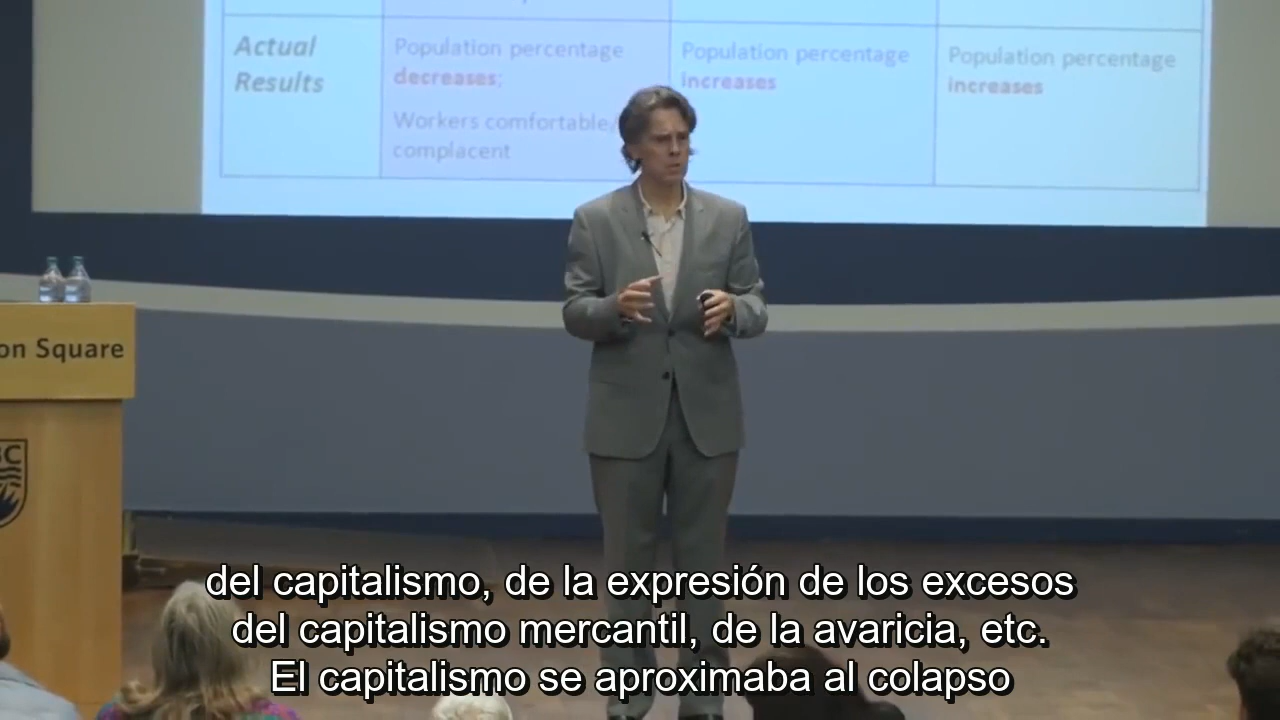 Actual
Results
Population percentage
decreases;
Workers comfortable/
complacent
Population percentage
increases
Population percentage
increases
on Square
BC
del capitalismo, de la expresión de los excesos
del capitalismo mercantil, de la avaricia, etc.
El capitalismo se aproximaba al colapso